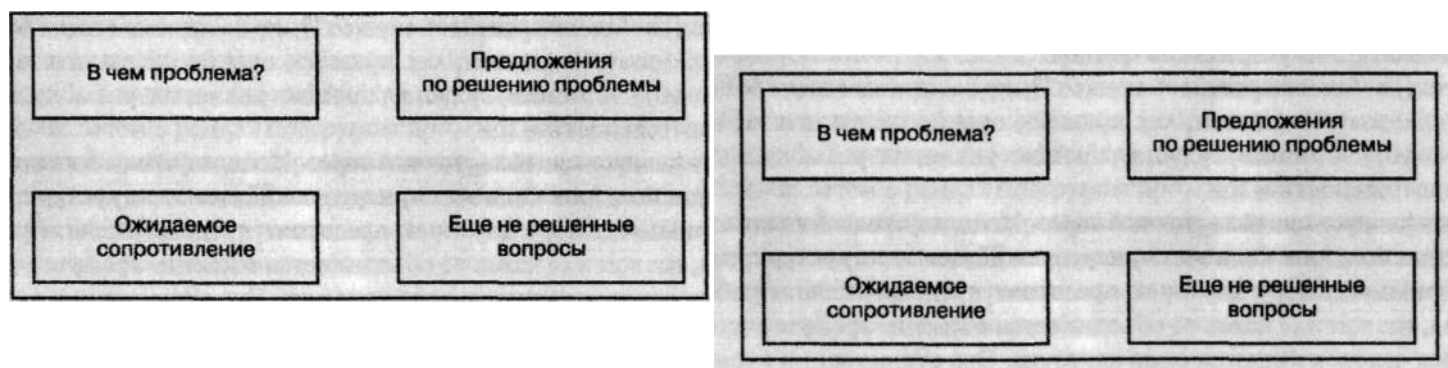 В чем проблема?
Предложения
по решению проблемы
Ожидаемое
сопротивление
Еще не решенные
вопросы
В чем проблема?
Предложения
по решению проблемы
Ожидаемое
сопротивление
Еще не решенные
вопросы